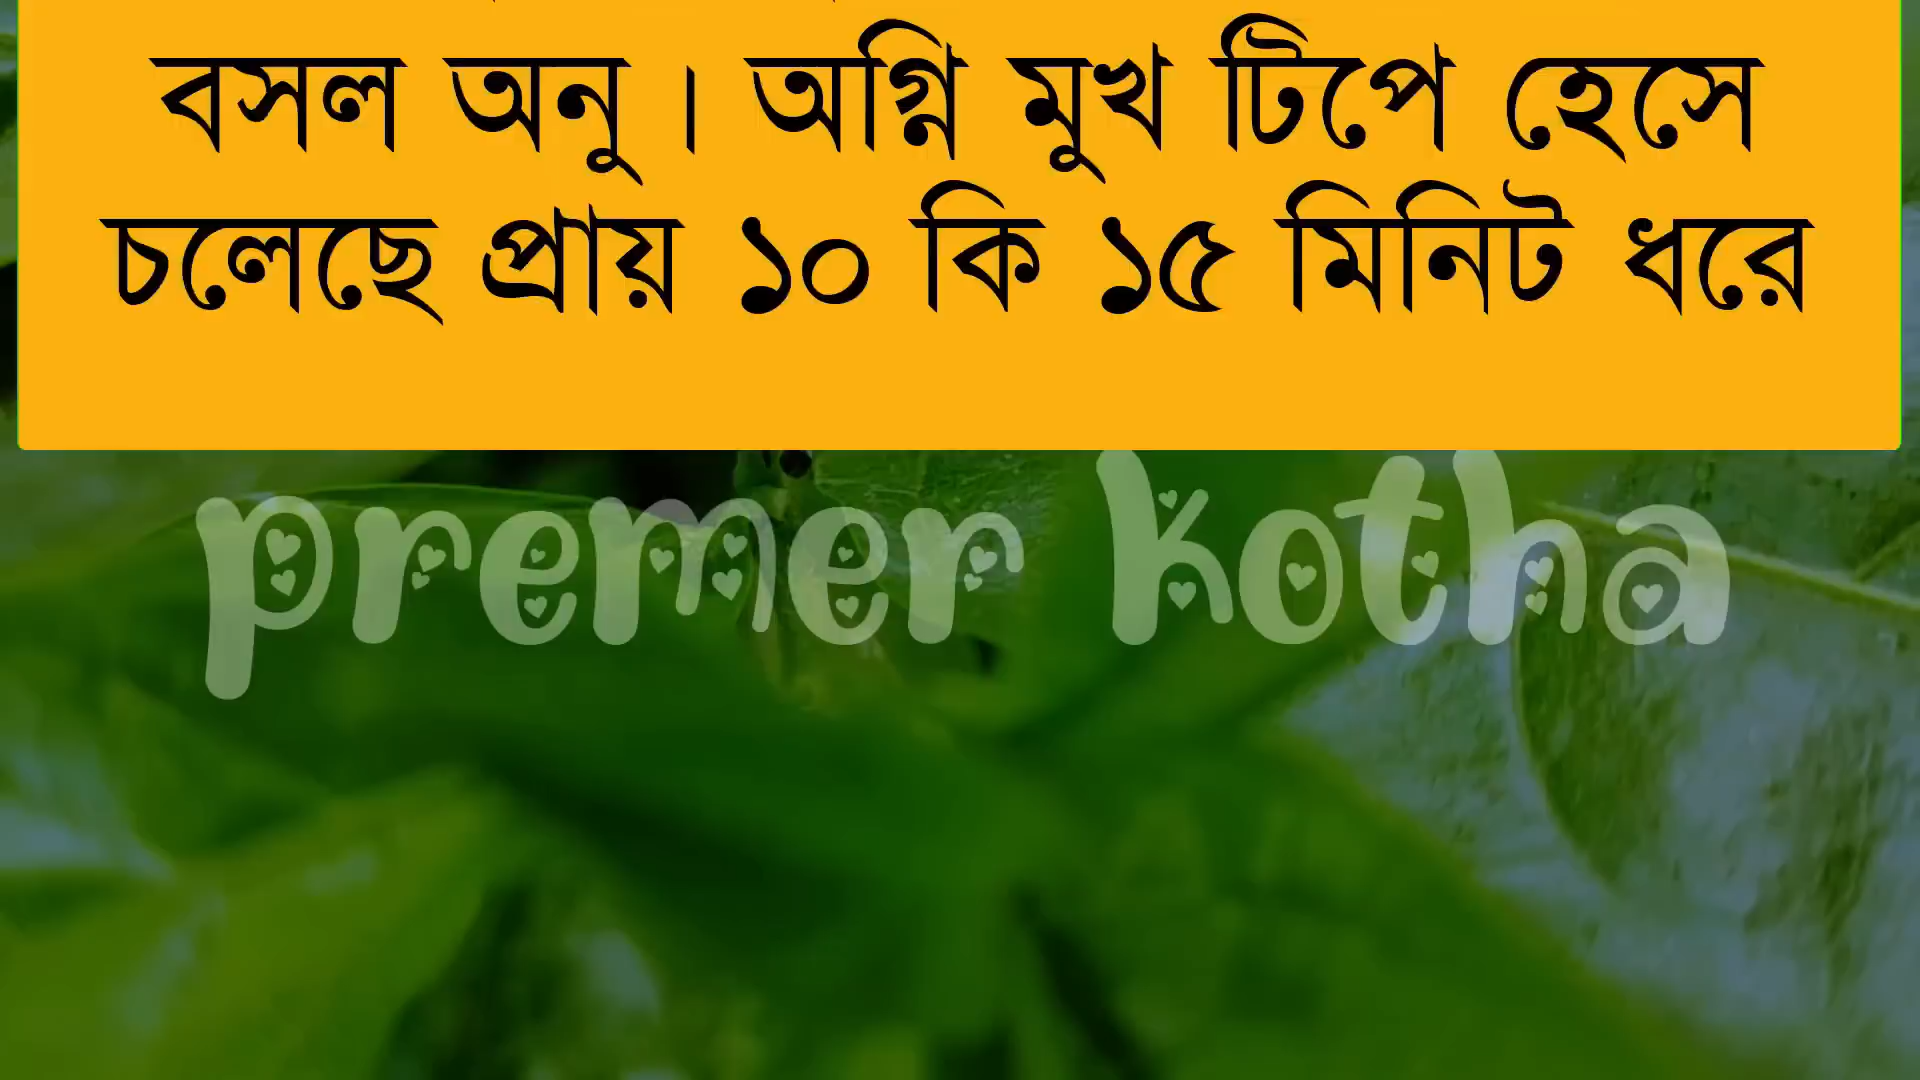 বসল অনু। অগ্নি মুখ টিপে হেসে
চলেছে প্রায় ১০ কি ১৫ মিনিট ধরে
premer kotha